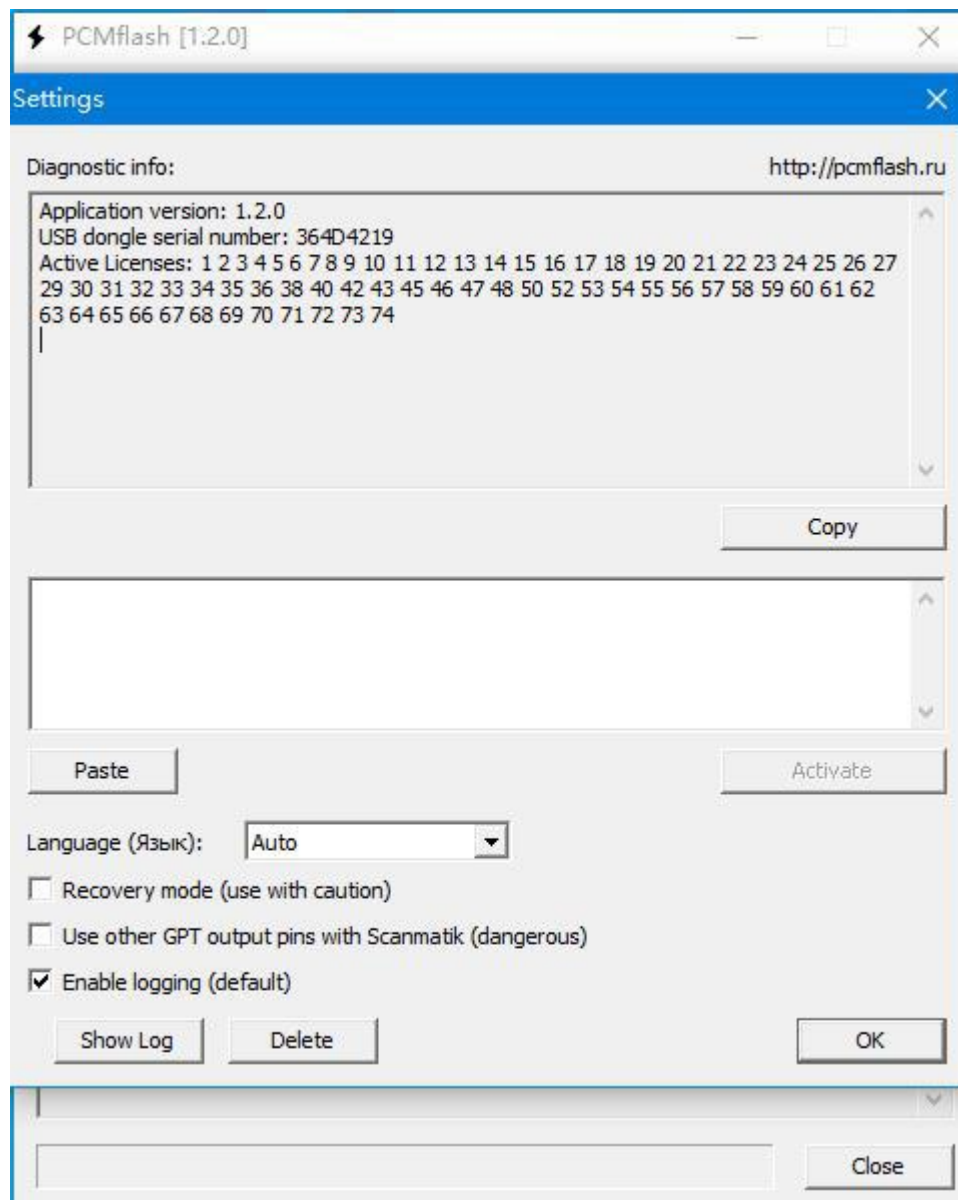 PCMflash [1.2.0]
Settings
Diagnostic info:
http://pcmflash.ru
Application version: 1.2.0
USB dongle serial number: 364D4219
Active Licenses: 1 2 3 4 5 6 7 8 9 10 11 12 13 14 15 16 17 18 19 20 21 22 23 24 25 26 27
29 30 31 32 33 34 35 36 38 40 42 43 45 46 47 48 50 52 53 54 55 56 57 58 59 60 61 62
63 64 65 66 67 68 69 70 71 72 73 74
Copy
Paste
Activate
Language (Язык):
Auto
Recovery mode (use with caution)
Use other GPT output pins with Scanmatik (dangerous)
Enable logging (default)
Show Log
Delete
OK
Close